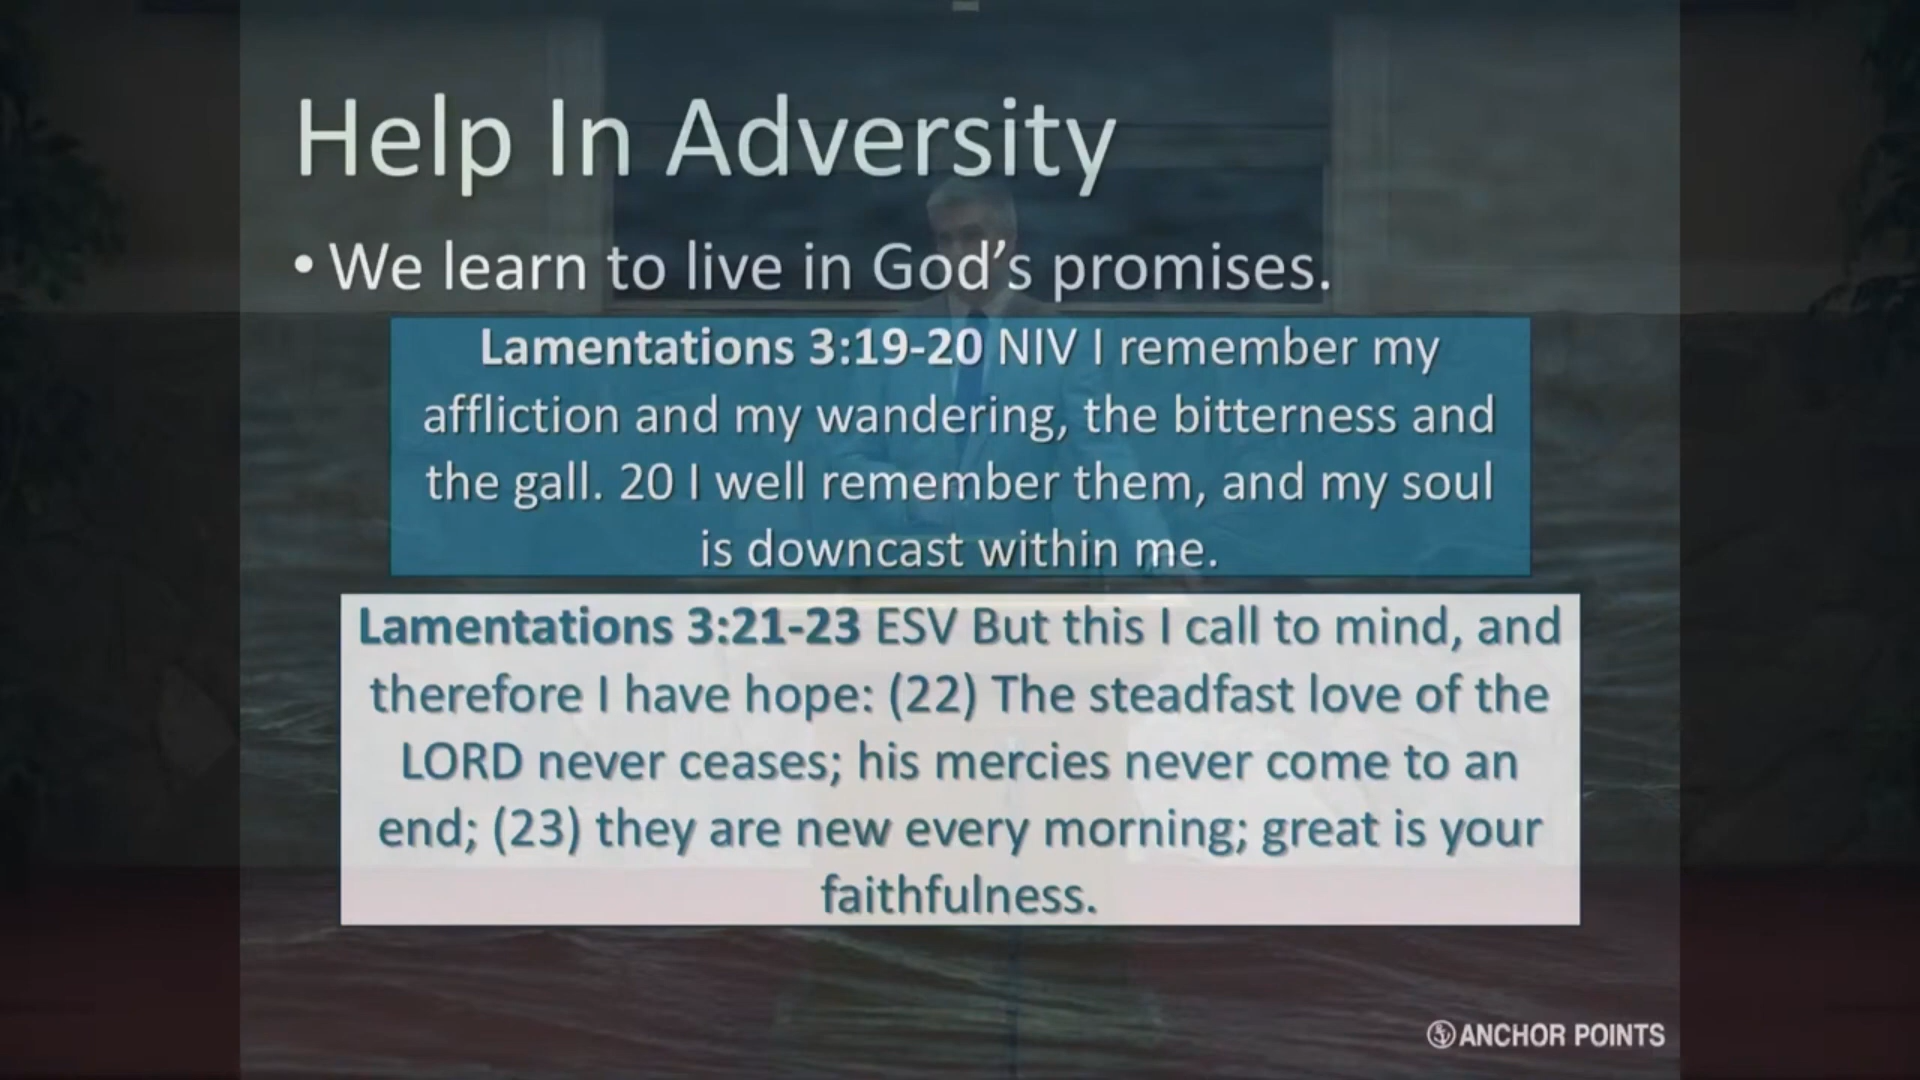 Help In Adversity
• We learn to live in God’s promises.
Lamentations 3:19-20 NIV I remember my
affliction and my wandering, the bitterness and
the gall. 20 I well remember them, and my soul
is downcast within me.
Lamentations 3:21-23 ESV But this I call to mind, and
therefore I have hope: (22) The steadfast love of the
LORD never ceases; his mercies never come to an
end; (23) they are new every morning; great is your
faithfulness.
ANCHOR POINTS